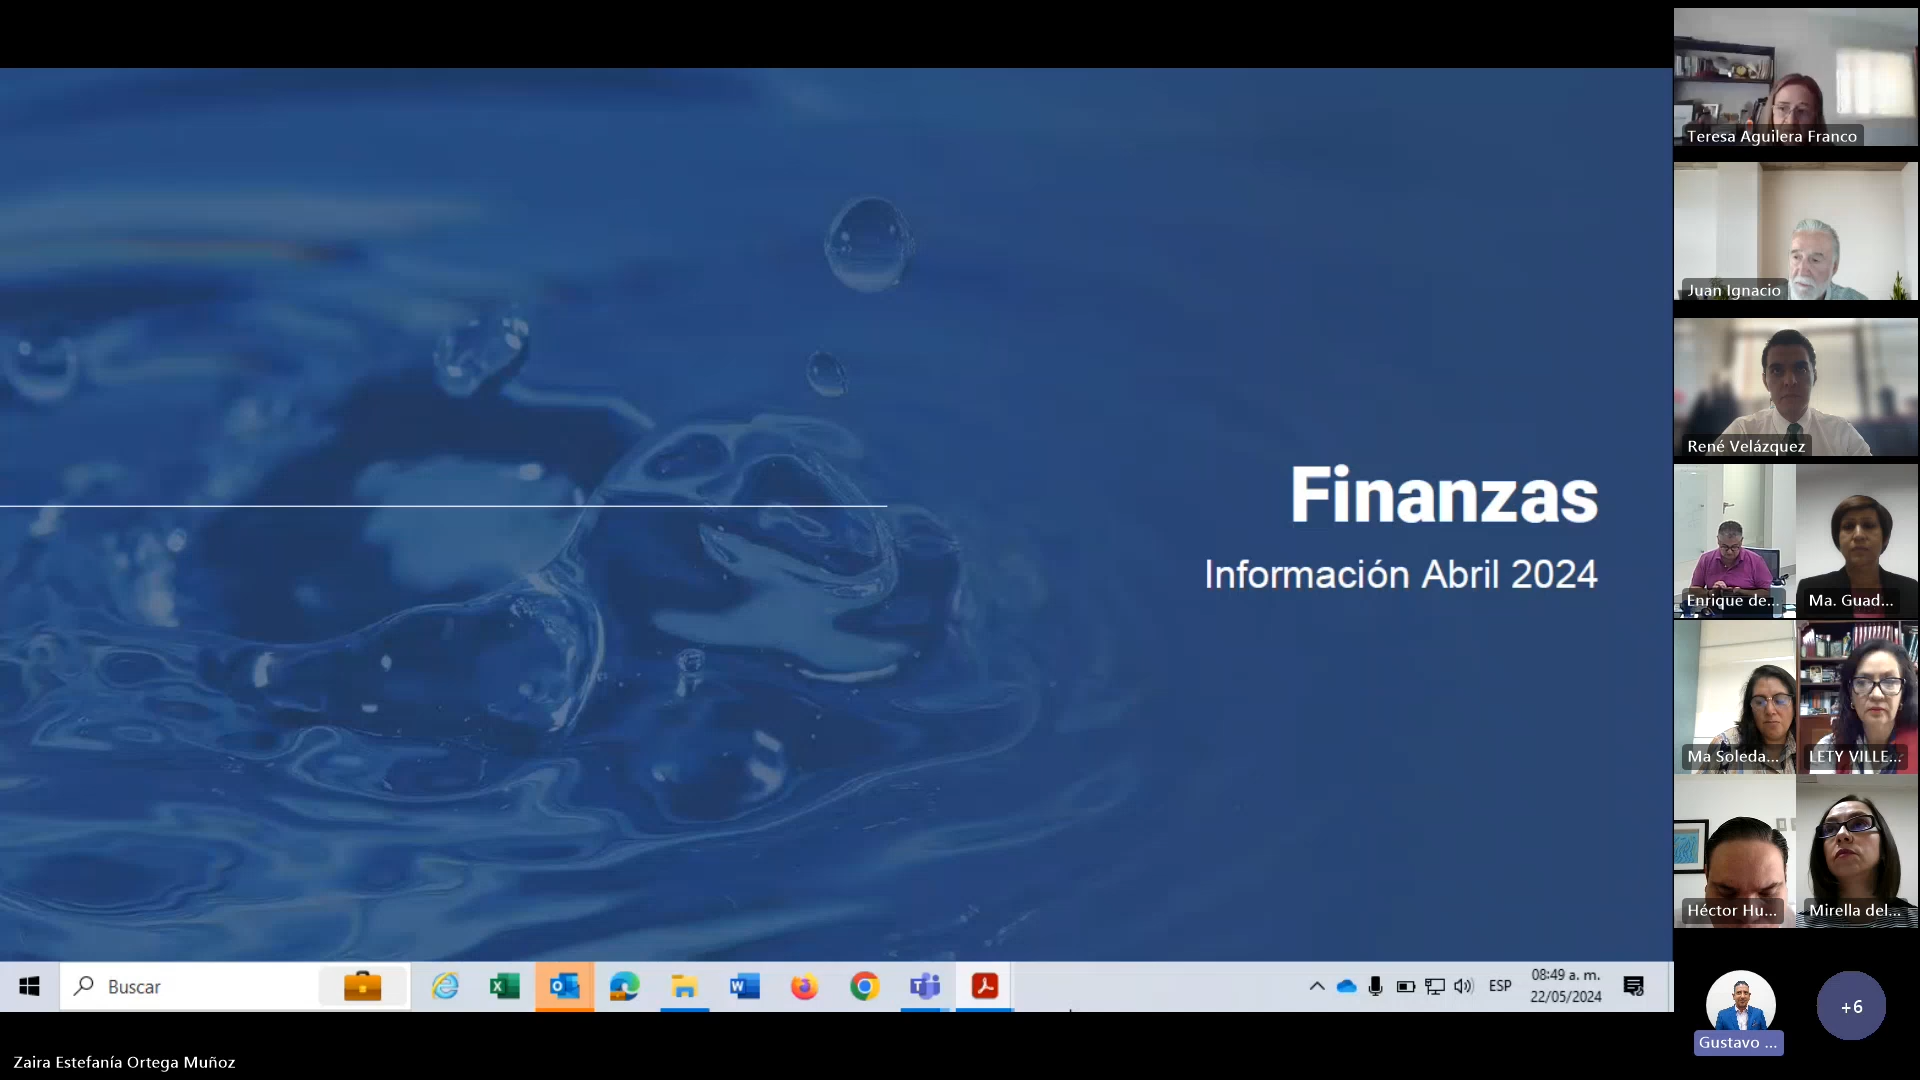 Finanzas
Información Abril 2024
Teresa Aguilera Franco
Juan Ignacio
René Velázquez
Enrique de...
Ma. Guad...
Ma Soleda...
LETY VILLE...
Héctor Hu...
Mirella del...
Gustavo ...
+6
Buscar
ESP
08:49 a. m.
22/05/2024
Zaira Estefanía Ortega Muñoz